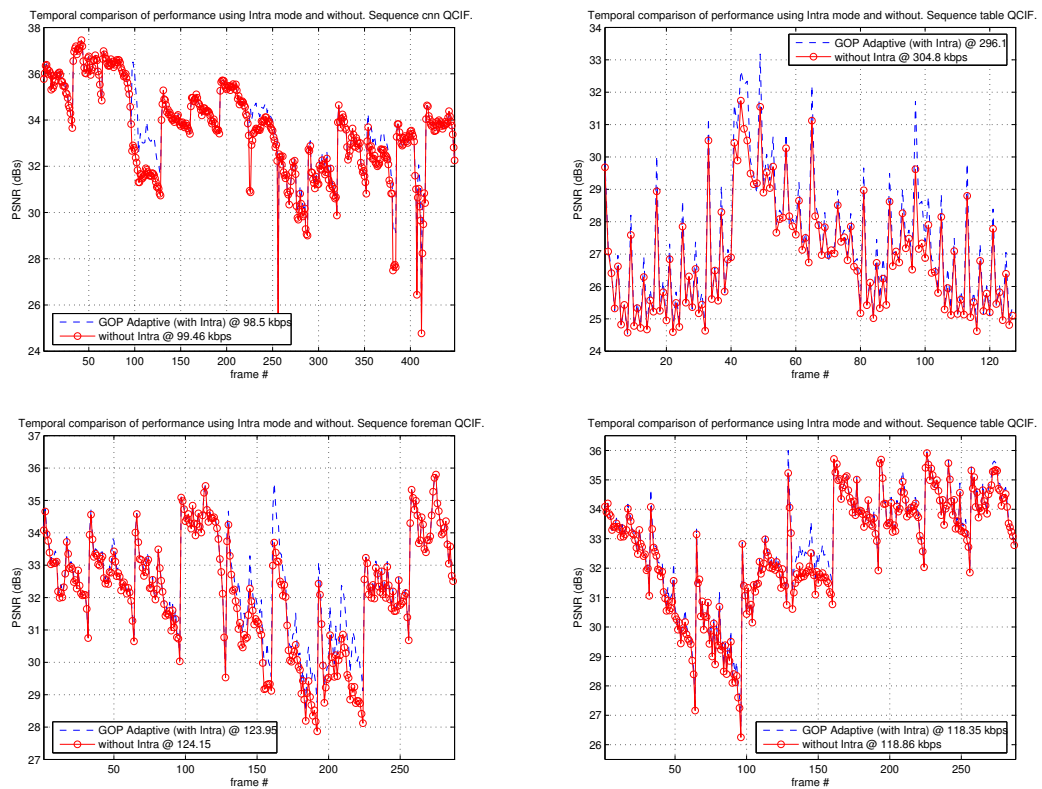 Temporal comparison of performance using Intra mode and without. Sequence cnn QCIF.
38
36
34
32
30
28
26
24
PSNR (dBs)
GOP Adaptive (with Intra) @ 98.5 kbps
without Intra @ 99.46 kbps
50 100 150 200 250 300 350 400
frame #
Temporal comparison of performance using Intra mode and without. Sequence table QCIF.
34
33
32
31
30
29
28
27
26
25
24
PSNR (dBs)
GOP Adaptive (with Intra) @ 296.1
without Intra @ 304.8 kbps
20 40 60 80 100 120
frame #
Temporal comparison of performance using Intra mode and without. Sequence foreman QCIF.
37
36
35
34
33
32
31
30
29
28
27
PSNR (dBs)
GOP Adaptive (with Intra) @ 123.95
without Intra @ 124.15
50 100 150 200 250
frame #
Temporal comparison of performance using Intra mode and without. Sequence table QCIF.
36
35
34
33
32
31
30
29
28
27
26
PSNR (dBs)
GOP Adaptive (with Intra) @ 118.35 kbps
without Intra @ 118.86 kbps
50 100 150 200 250
frame #